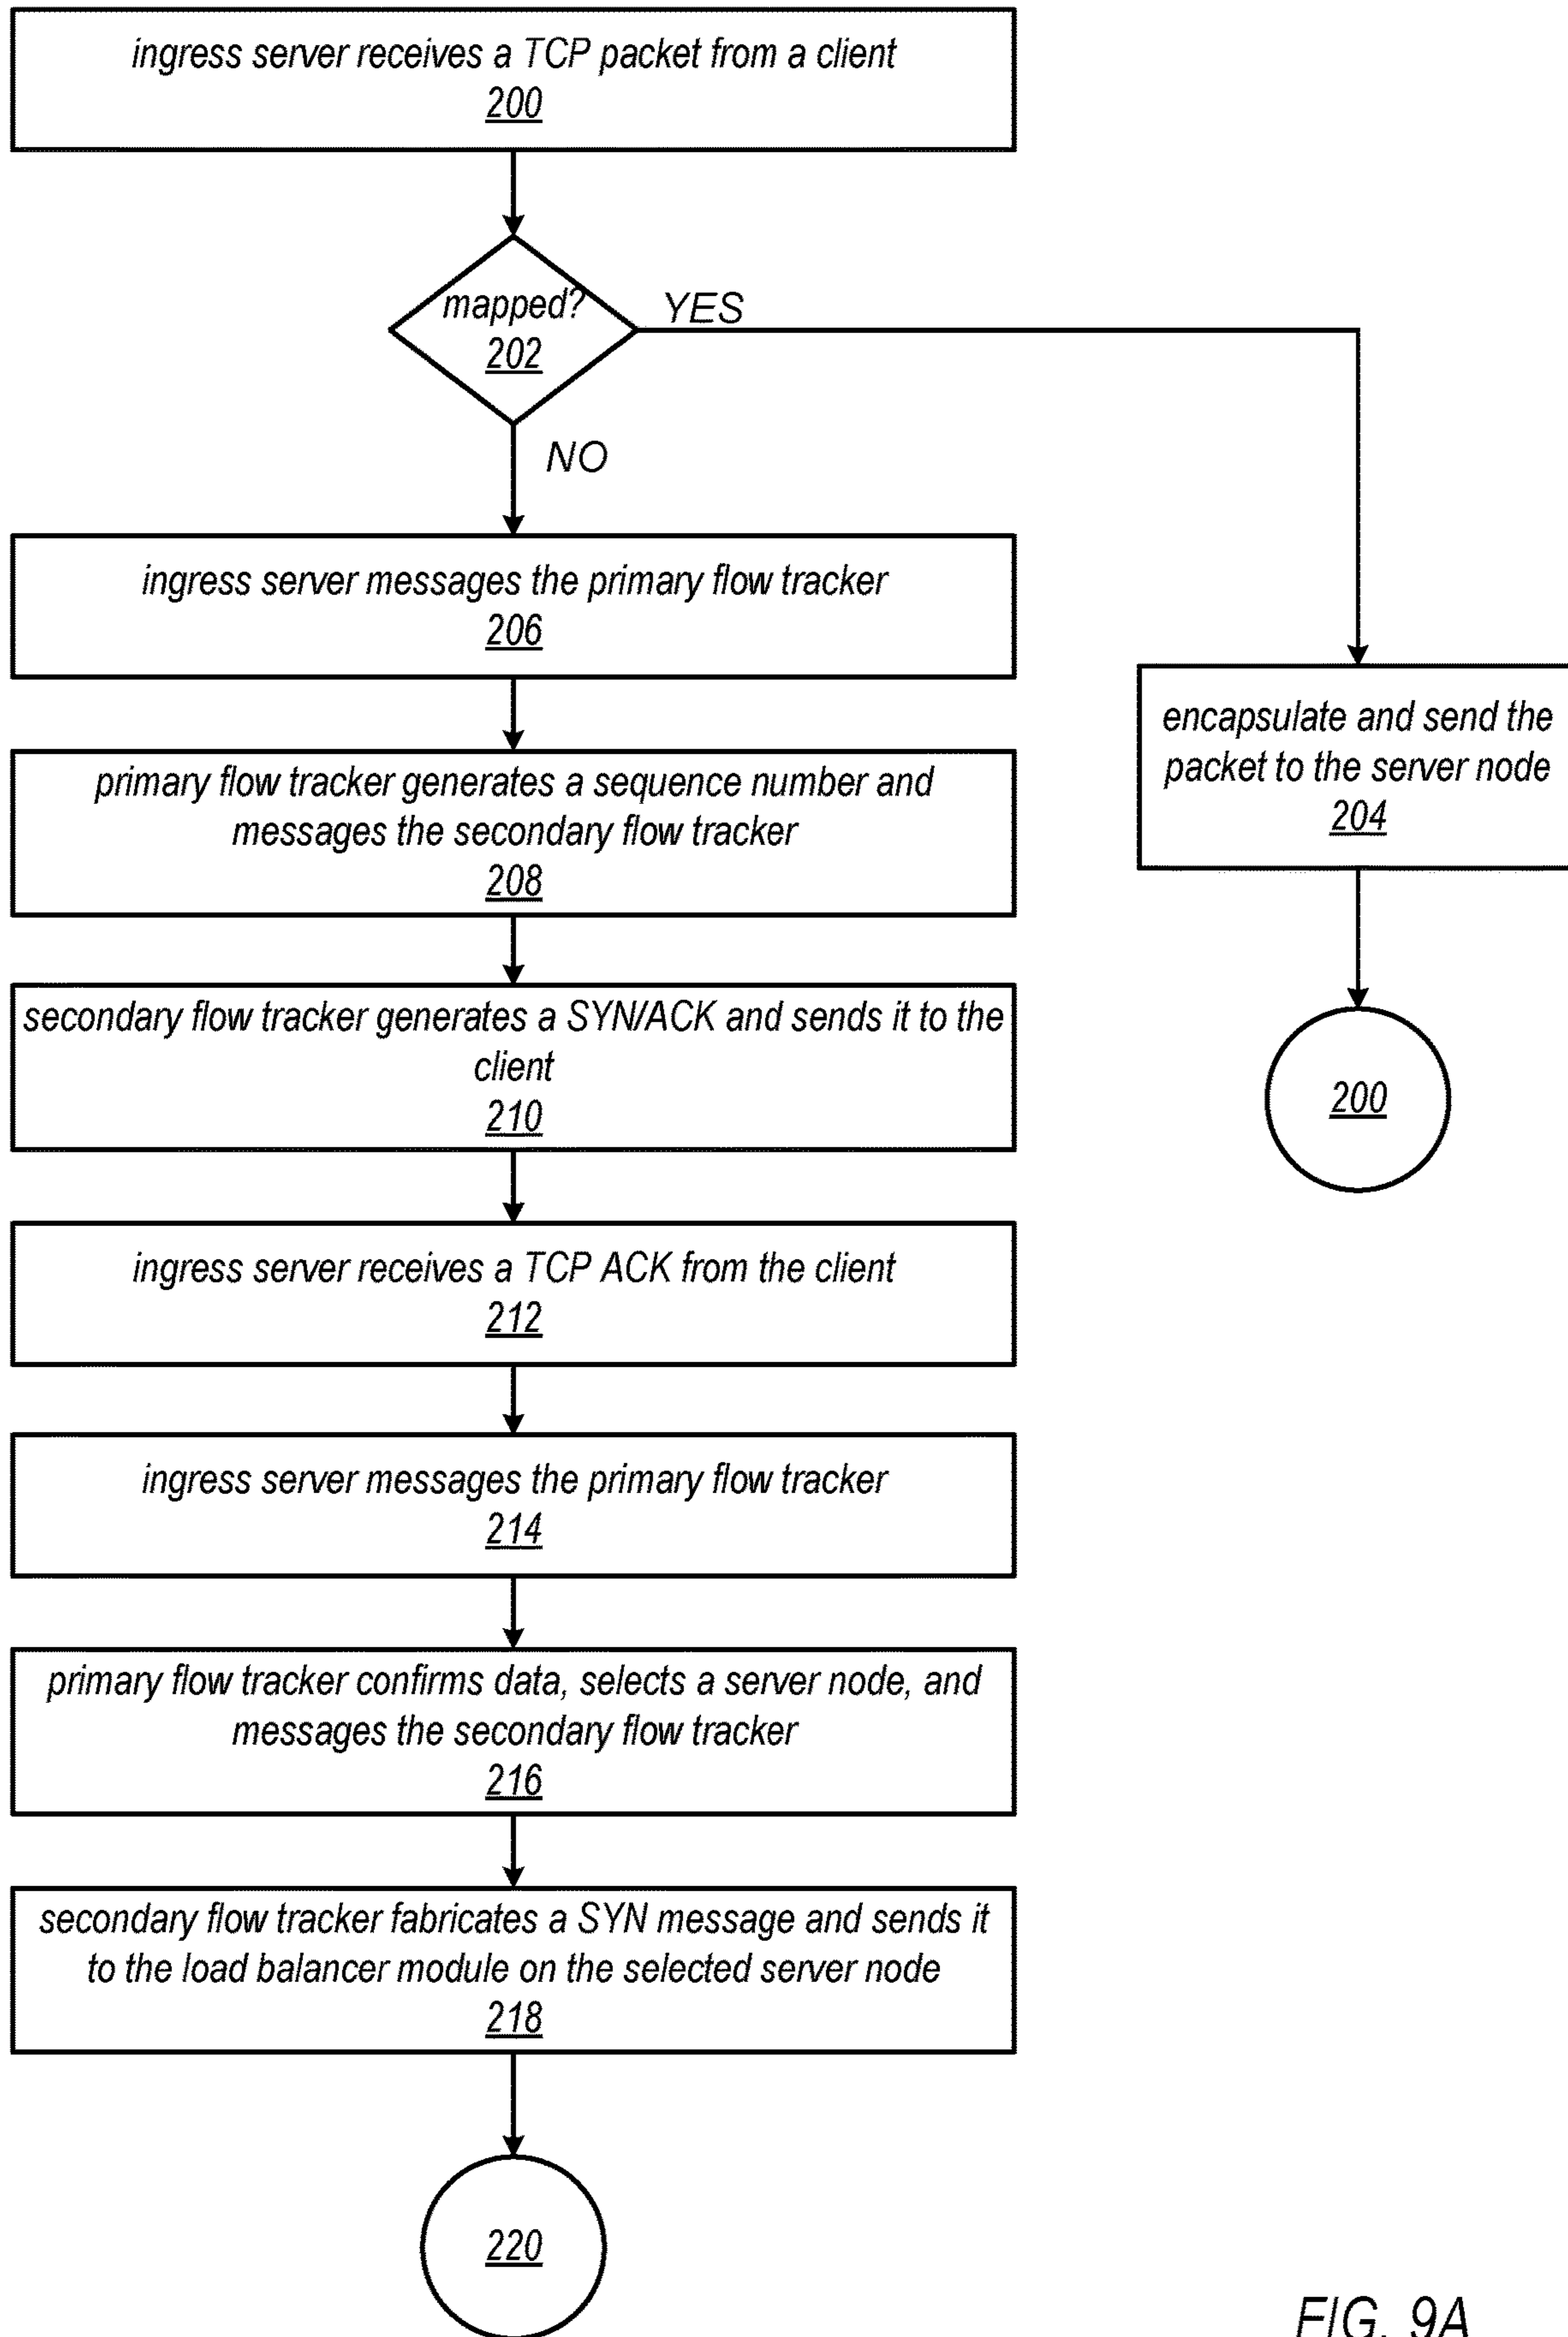 ingress server receives a TCP packet from a client
200
mapped?
202
YES
NO
ingress server messages the primary flow tracker
206
encapsulate and send the
packet to the server node
204
primary flow tracker generates a sequence number and
messages the secondary flow tracker
208
secondary flow tracker generates a SYN/ACK and sends it to the
client
210
200
ingress server receives a TCP ACK from the client
212
ingress server messages the primary flow tracker
214
primary flow tracker confirms data, selects a server node, and
messages the secondary flow tracker
216
secondary flow tracker fabricates a SYN message and sends it
to the load balancer module on the selected server node
218
220
FIG. 9A